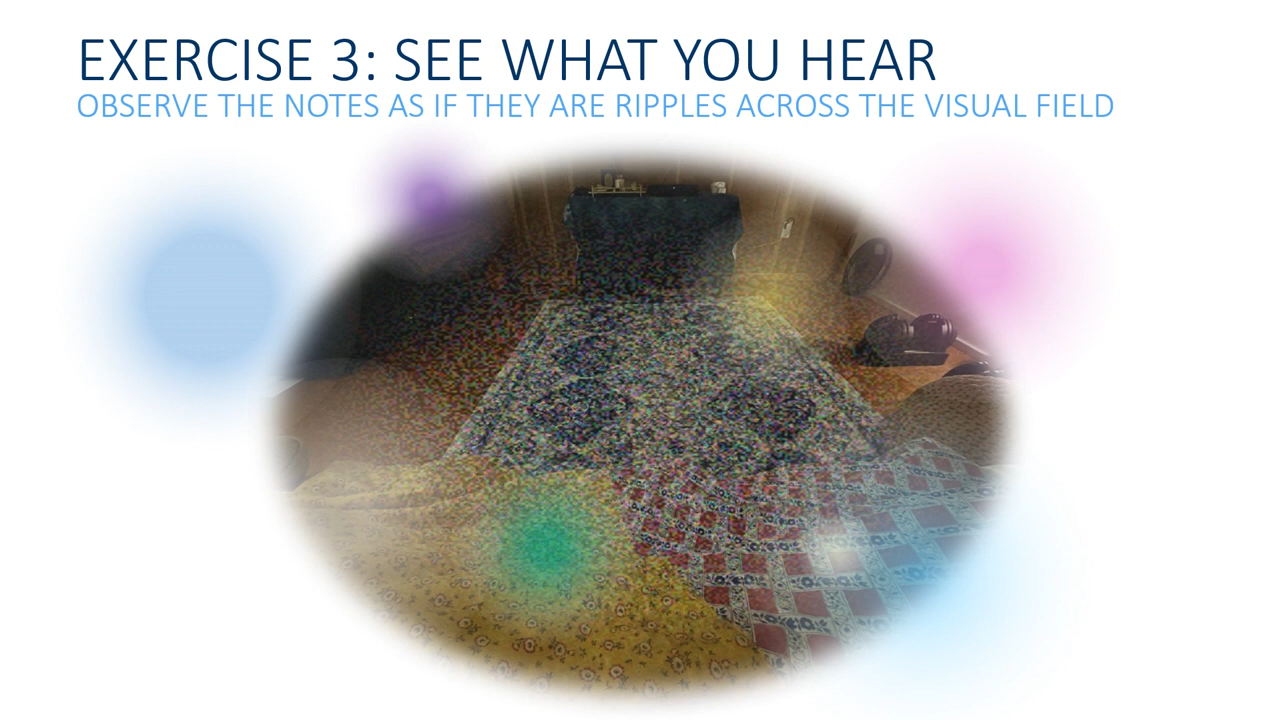 EXERCISE 3: SEE WHAT YOU HEAR
OBSERVE THE NOTES AS IF THEY ARE RIPPLES ACROSS THE VISUAL FIELD